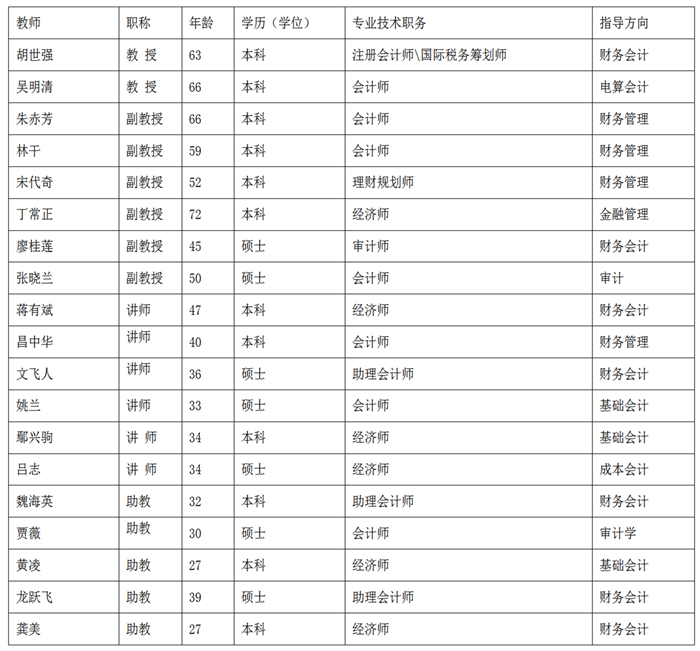 教师 职称 年龄 学历（学位） 专业技术职务 指导方向
胡世强 教 授 63 本科 注册会计师\国际税务筹划师 财务会计
吴明清 教 授 66 本科 会计师 电算会计
朱赤芳 副教授 66 本科 会计师 财务管理
林干 副教授 59 本科 会计师 财务管理
宋代奇 副教授 52 本科 理财规划师 财务管理
丁常正 副教授 72 本科 经济师 金融管理
廖桂莲 副教授 45 硕士 审计师 财务会计
张晓兰 副教授 50 硕士 会计师 审计
蒋有斌 讲师 47 本科 经济师 财务会计
昌中华 讲师 40 本科 会计师 财务管理
文飞人 讲师 36 硕士 助理会计师 财务会计
姚兰 讲师 33 硕士 会计师 基础会计
鄢兴驹 讲 师 34 本科 经济师 基础会计
吕志 讲 师 34 硕士 经济师 成本会计
魏海英 助教 32 本科 助理会计师 财务会计
贾薇 助教 30 硕士 会计师 审计学
黄凌 助教 27 本科 经济师 基础会计
龙跃飞 助教 39 硕士 助理会计师 财务会计
龚美 助教 27 本科 经济师 财务会计